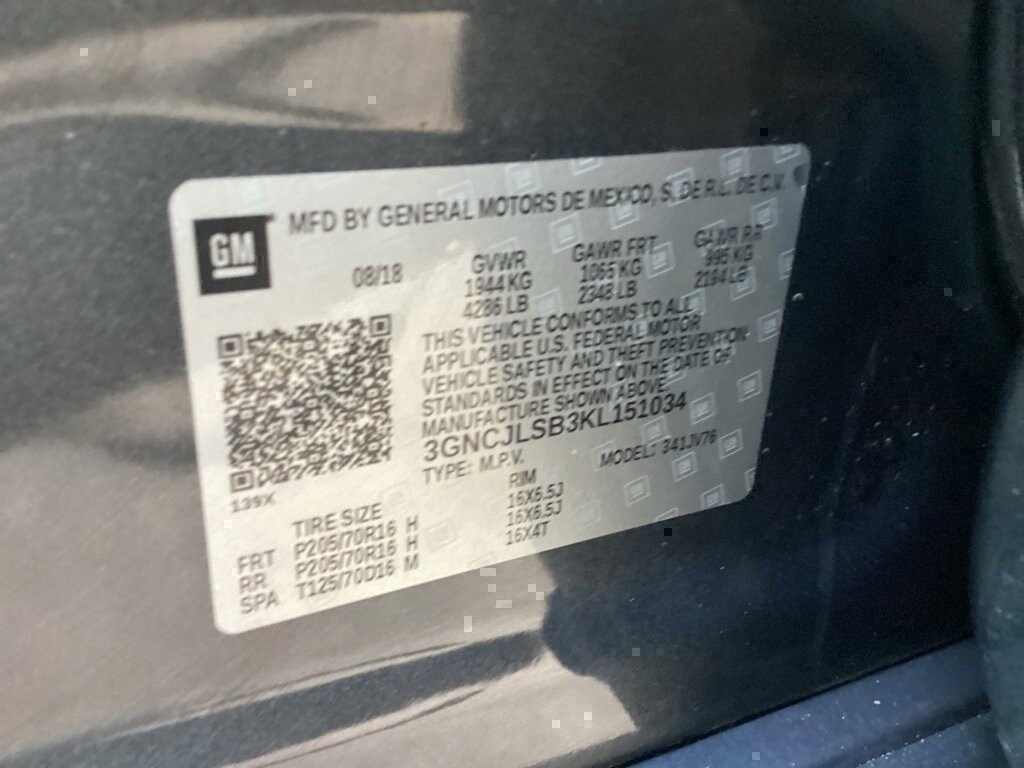 GM
MFD BY GENERAL MOTORS DE MEXICO, S. DE R.L. DE C.V.
08/18 GVWR GAWR FRT GAWR RR
1944 KG 1065 KG 995 KG
4286 LB 2348 LB 2194 LB
THIS VEHICLE CONFORMS TO ALL
APPLICABLE U.S. FEDERAL MOTOR
VEHICLE SAFETY AND THEFT PREVENTION
STANDARDS IN EFFECT ON THE DATE OF
MANUFACTURE SHOWN ABOVE.
3GNCJLSB3KL151034
TYPE: M.P.V. MODEL: 341JV76
139X
TIRE SIZE RIM
FRT P205/70R16 H 16X6.5J
RR P205/70R16 H 16X6.5J
SPA T125/70D16 M 16X4T